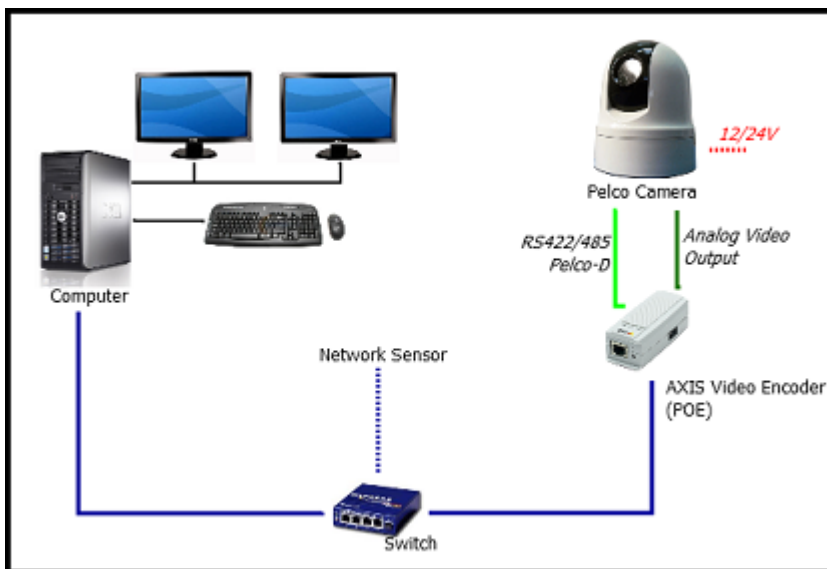 12/24V
Pelco Camera
RS422/485
Pelco-D
Analog Video
Output
Computer
Network Sensor
AXIS Video Encoder
(POE)
Switch